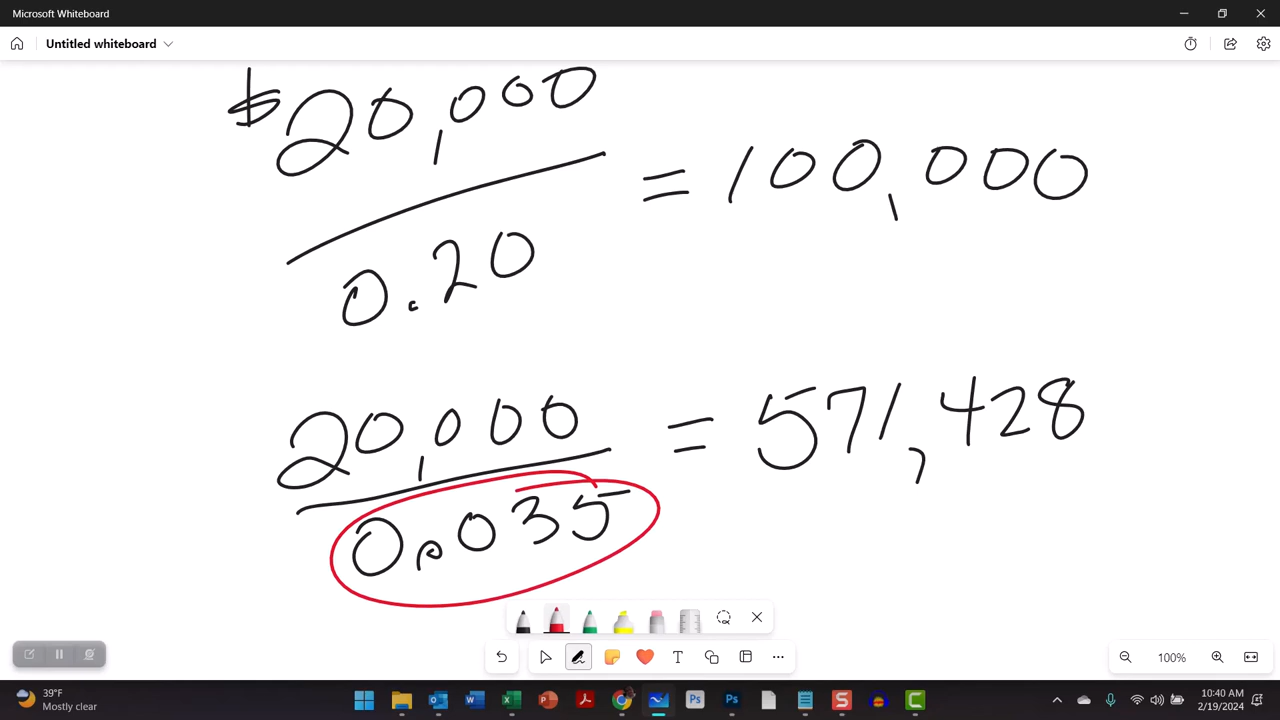 Microsoft Whiteboard
Untitled whiteboard
$20,000
= 100,000
0.20
20,000
= 571,428
0.035
100%
39°F
Mostly clear
10:40 AM
2/19/2024